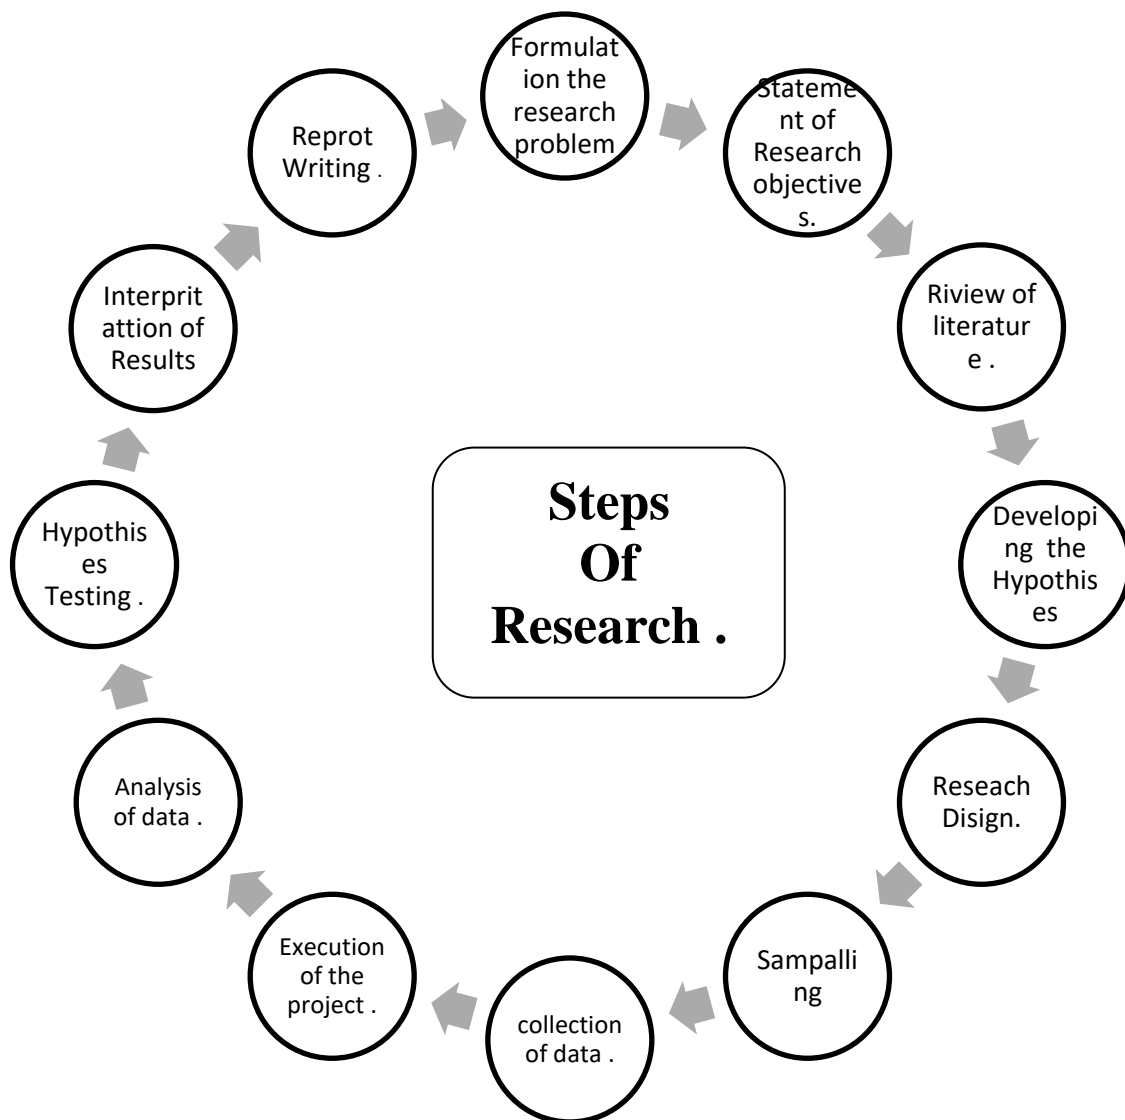 Formulat
ion the
research
problem
Stateme
nt of
Research
objective
s.
Riview of
literatur
e .
Developi
ng the
Hypothis
es
Reseach
Disign.
Sampalli
ng
collection
of data .
Execution
of the
project .
Analysis
of data .
Hypothis
es
Testing .
Interprit
attion of
Results
Reprot
Writing .
Steps
Of
Research .